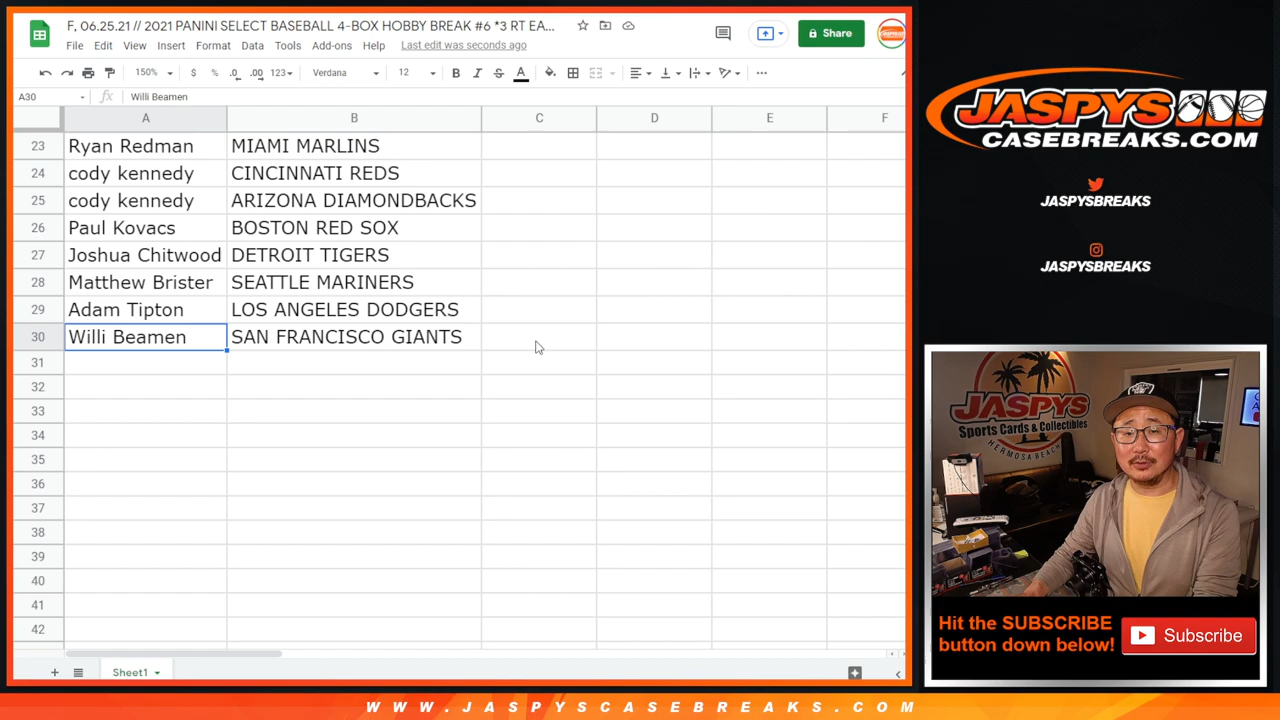 F, 06.25.21 // 2021 PANINI SELECT BASEBALL 4-BOX HOBBY BREAK #6 *3 RT EA...
File Edit View Insert Format Data Tools Add-ons Help Last edit was seconds ago
Share
150% $ % .0 .00 123 Verdana 12 B I S A
A30 fx Willi Beamen
A B C D E F
23 Ryan Redman MIAMI MARLINS
24 cody kennedy CINCINNATI REDS
25 cody kennedy ARIZONA DIAMONDBACKS
26 Paul Kovacs BOSTON RED SOX
27 Joshua Chitwood DETROIT TIGERS
28 Matthew Brister SEATTLE MARINERS
29 Adam Tipton LOS ANGELES DODGERS
30 Willi Beamen SAN FRANCISCO GIANTS
31
32
33
34
35
36
37
38
39
40
41
42
Sheet1
JASPYS
CASEBREAKS.COM
JASPYSBREAKS
JASPYSBREAKS
JASPYS
Sports Cards & Collectibles
HERMOSA BEACH
Hit the SUBSCRIBE
button down below!
Subscribe
WWW.JASPYSCASEBREAKS.COM